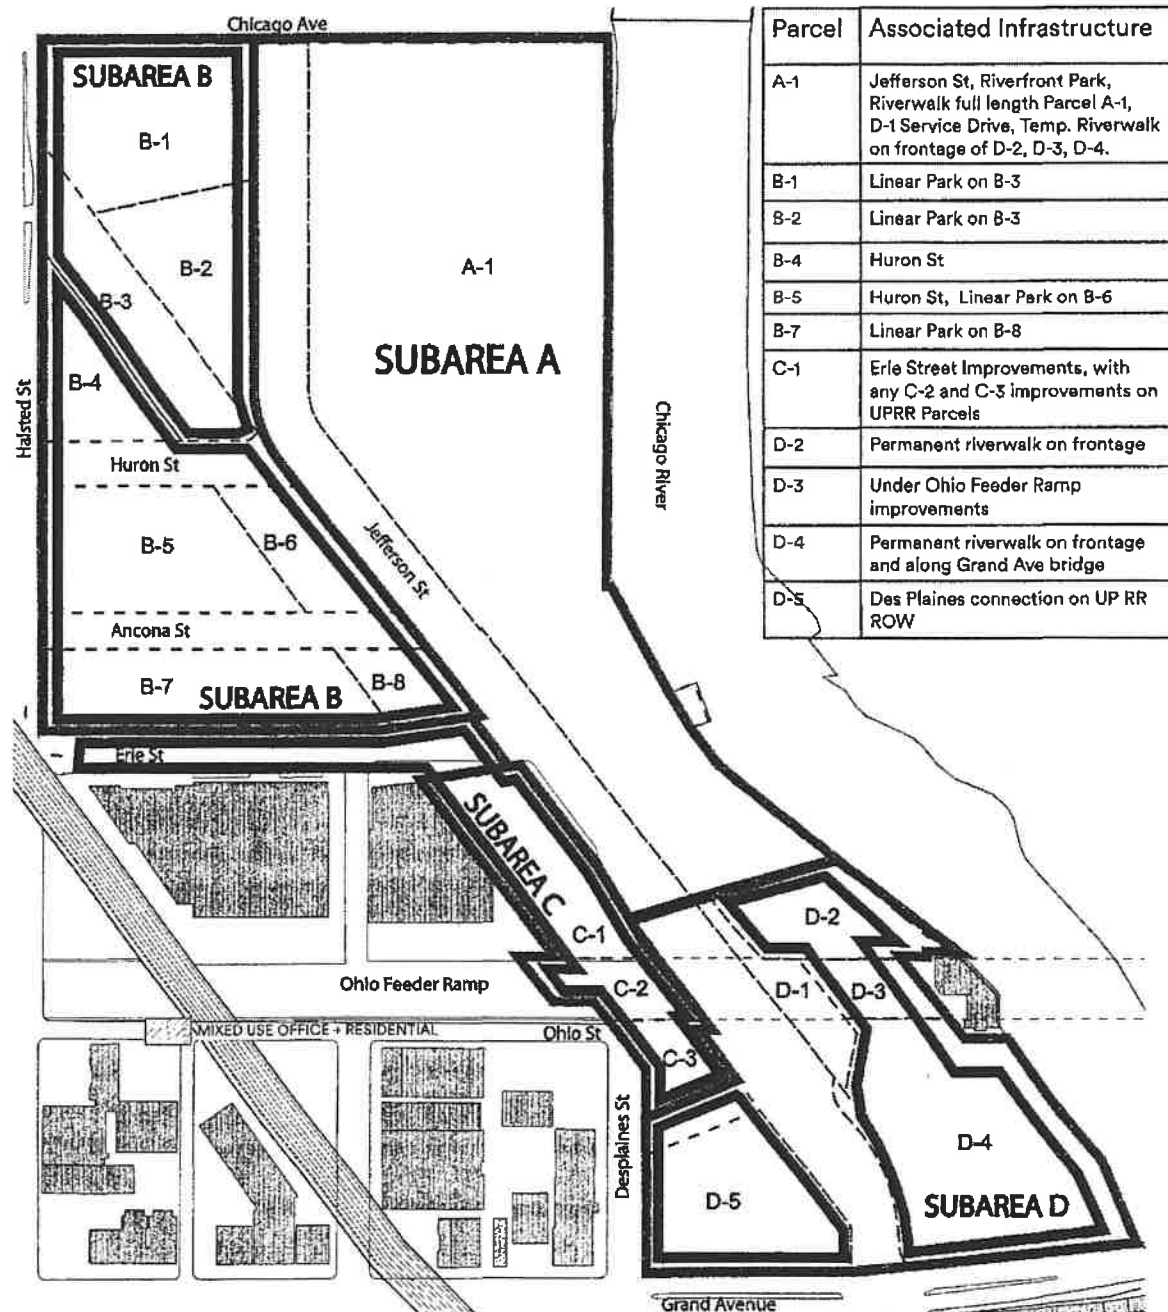 Chicago Ave
SUBAREA B
B-1
B-2
B-3
B-4
Halsted St
Huron St
B-5
B-6
Ancona St
B-7
SUBAREA B
B-8
Erie St
A-1
SUBAREA A
Jefferson St
Chicago River
SUBAREA C
C-1
C-2
C-3
Ohio Feeder Ramp
MIXED USE OFFICE + RESIDENTIAL
Ohio St
Desplaines St
D-1
D-2
D-3
D-4
SUBAREA D
D-5
Grand Avenue
Parcel Associated Infrastructure
A-1 Jefferson St, Riverfront Park,
Riverwalk full length Parcel A-1,
D-1 Service Drive, Temp. Riverwalk
on frontage of D-2, D-3, D-4.
B-1 Linear Park on B-3
B-2 Linear Park on B-3
B-4 Huron St
B-5 Huron St, Linear Park on B-6
B-7 Linear Park on B-8
C-1 Erie Street Improvements, with
any C-2 and C-3 improvements on
UPRR Parcels
D-2 Permanent riverwalk on frontage
D-3 Under Ohio Feeder Ramp
improvements
D-4 Permanent riverwalk on frontage
and along Grand Ave bridge
D-5 Des Plaines connection on UP RR
ROW